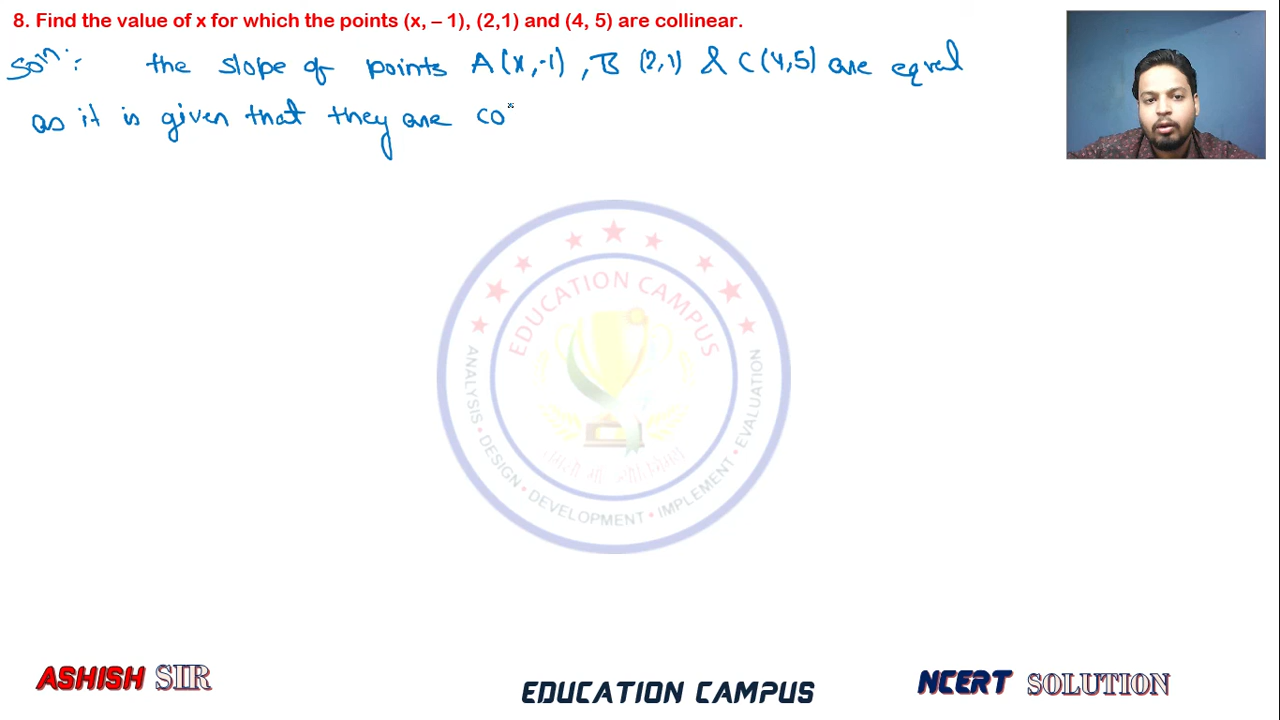 8. Find the value of x for which the points (x, – 1), (2,1) and (4, 5) are collinear.
Soln: the slope of points A(x,-1), B (2,1) & C(4,5) are equal
as it is given that they are co
EDUCATION CAMPUS
ANALYSIS • DESIGN • DEVELOPMENT • IMPLEMENT • EVALUATION
ASHISH SIR
EDUCATION CAMPUS
NCERT SOLUTION